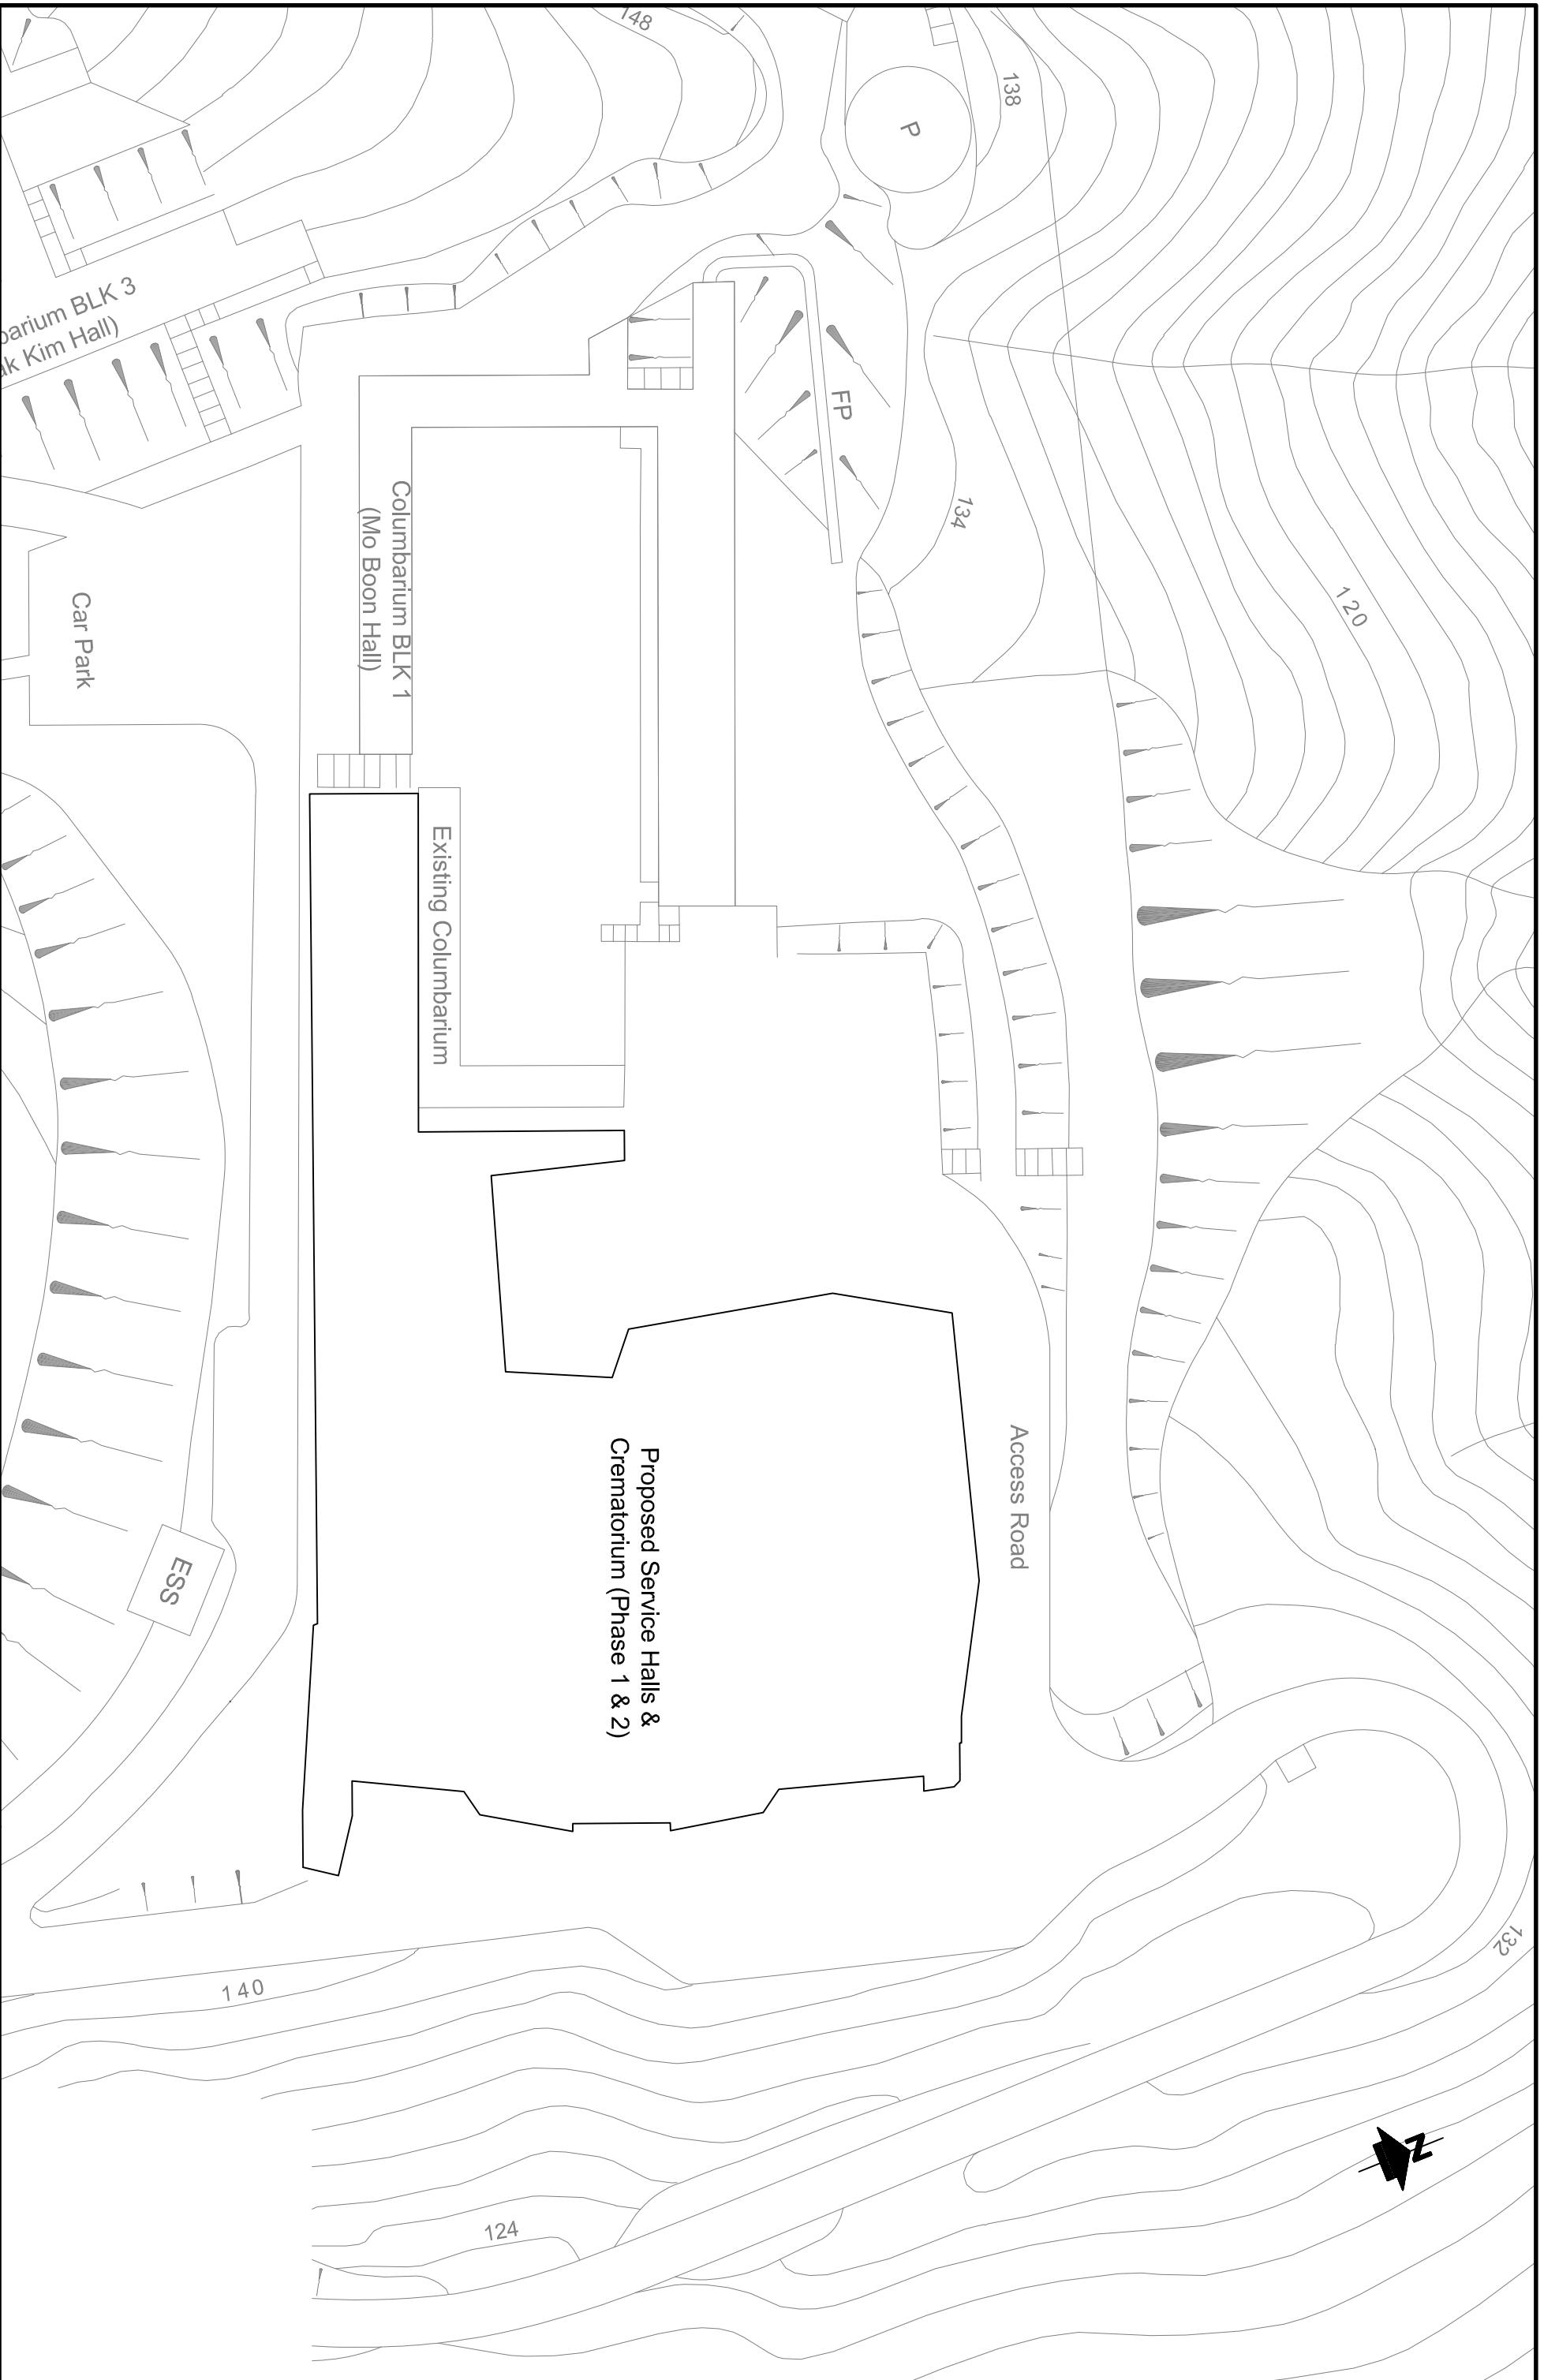 148
138
P
barium BLK 3
ak Kim Hall)
FP
134
120
Columbarium BLK 1
(Mo Boon Hall)
Car Park
Existing Columbarium
Access Road
Proposed Service Halls &
Crematorium (Phase 1 & 2)
ESS
132
140
N
124